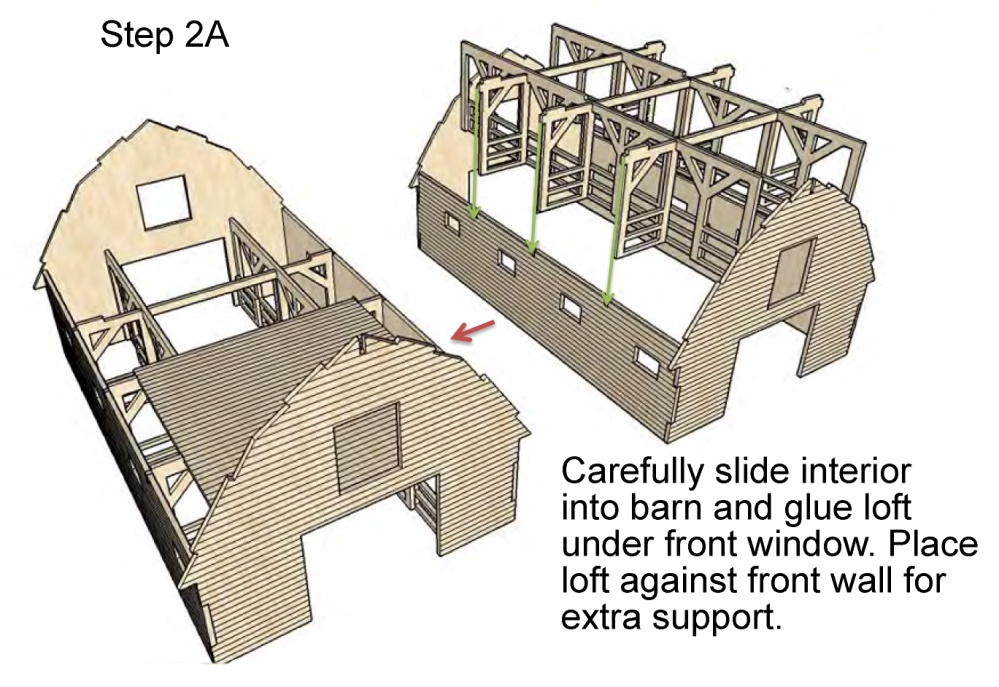 Step 2A
Carefully slide interior
into barn and glue loft
under front window. Place
loft against front wall for
extra support.